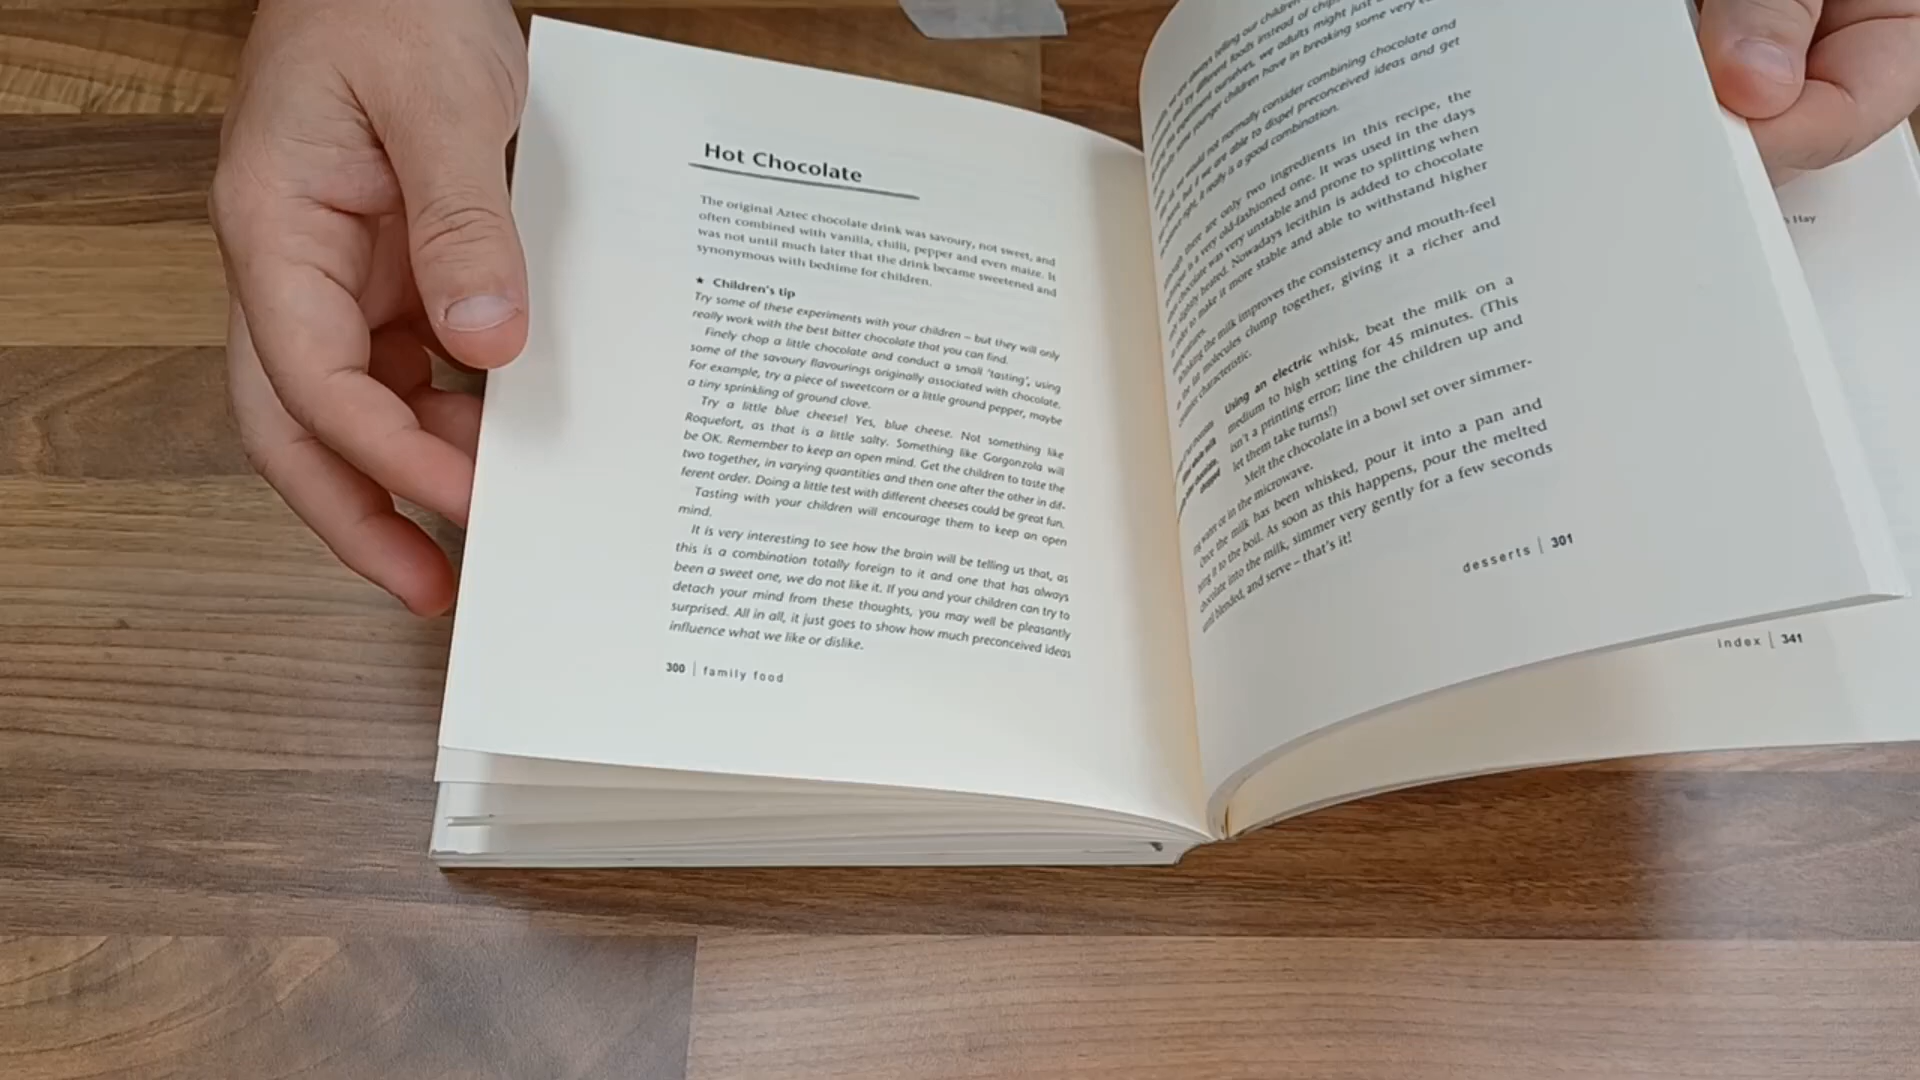 Hot Chocolate
The original Aztec chocolate drink was savoury, not sweet, and
often combined with vanilla, chilli, pepper and even maize. It
was not until much later that the drink became sweetened and
synonymous with bedtime for children.
★ Children's tip
Try some of these experiments with your children – but they will only
really work with the best bitter chocolate that you can find.
Finely chop a little chocolate and conduct a small 'tasting', using
some of the savoury flavourings originally associated with chocolate.
For example, try a piece of sweetcorn or a little ground pepper, maybe
a tiny sprinkling of ground clove.
Try a little blue cheese! Yes, blue cheese. Not something like
Roquefort, as that is a little salty. Something like Gorgonzola will
be OK. Remember to keep an open mind. Get the children to taste the
two together, in varying quantities and then one after the other in dif-
ferent order. Doing a little test with different cheeses could be great fun.
Tasting with your children will encourage them to keep an open
mind.
It is very interesting to see how the brain will be telling us that, as
this is a combination totally foreign to it and one that has always
been a sweet one, we do not like it. If you and your children can try to
detach your mind from these thoughts, you may well be pleasantly
surprised. All in all, it just goes to show how much preconceived ideas
influence what we like or dislike.
300 | family food
always telling our children
try different foods instead of chips
experiment ourselves, we adults might just
some younger children have in breaking some very
would not normally consider combining chocolate and
but if we are able to dispel preconceived ideas and get
it really is a good combination.
there are only two ingredients in this recipe, the
is a very old-fashioned one. It was used in the days
chocolate was very unstable and prone to splitting when
slightly heated. Nowadays lecithin is added to chocolate
to make it more stable and able to withstand higher
Whisking the milk improves the consistency and mouth-feel
fat molecules clump together, giving it a richer and
characteristic.
Using an electric whisk, beat the milk on a
medium to high setting for 45 minutes. (This
isn't a printing error; line the children up and
let them take turns!)
Melt the chocolate in a bowl set over simmer-
ing water or in the microwave.
Once the milk has been whisked, pour it into a pan and
bring it to the boil. As soon as this happens, pour the melted
chocolate into the milk, simmer very gently for a few seconds
until blended, and serve – that's it!
desserts | 301
Hay
index | 341